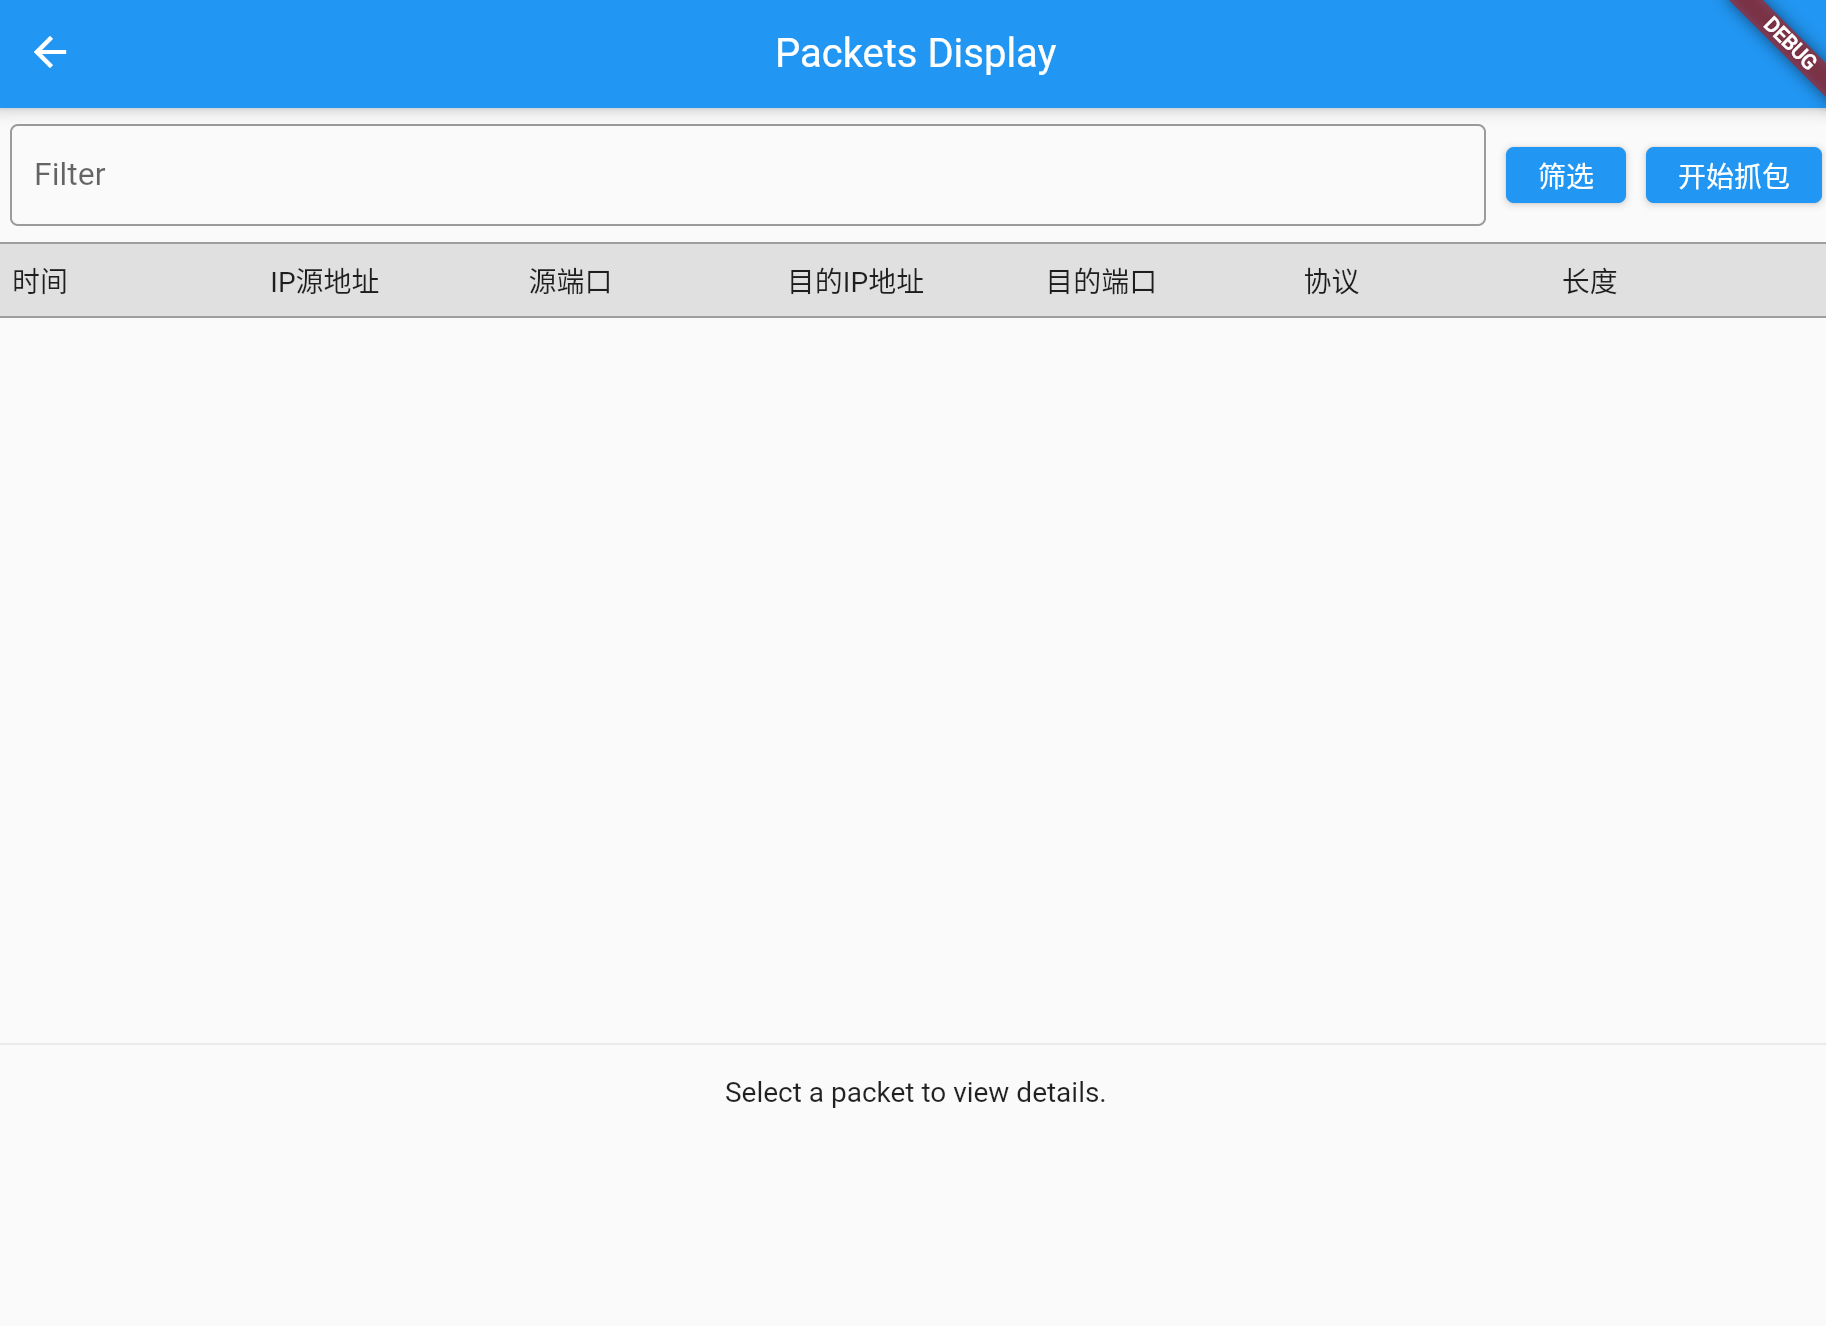 Packets Display
DEBUG
Filter
筛选
开始抓包
时间 IP源地址 源端口 目的IP地址 目的端口 协议 长度
Select a packet to view details.